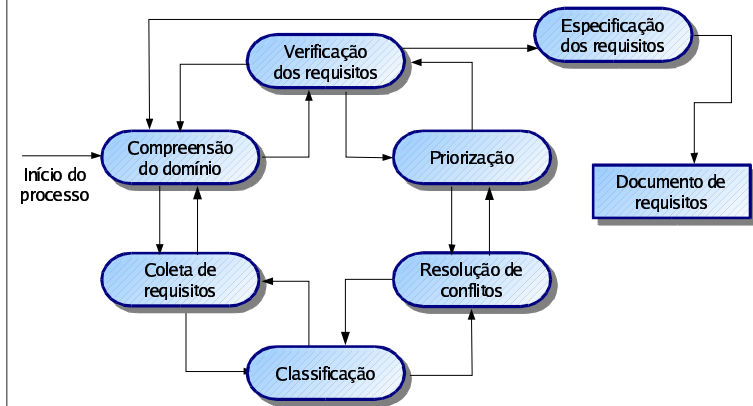 Especificação
dos requisitos
Verificação
dos requisitos
Compreensão
do domínio
Priorização
Início do
processo
Documento de
requisitos
Coleta de
requisitos
Resolução de
conflitos
Classificação